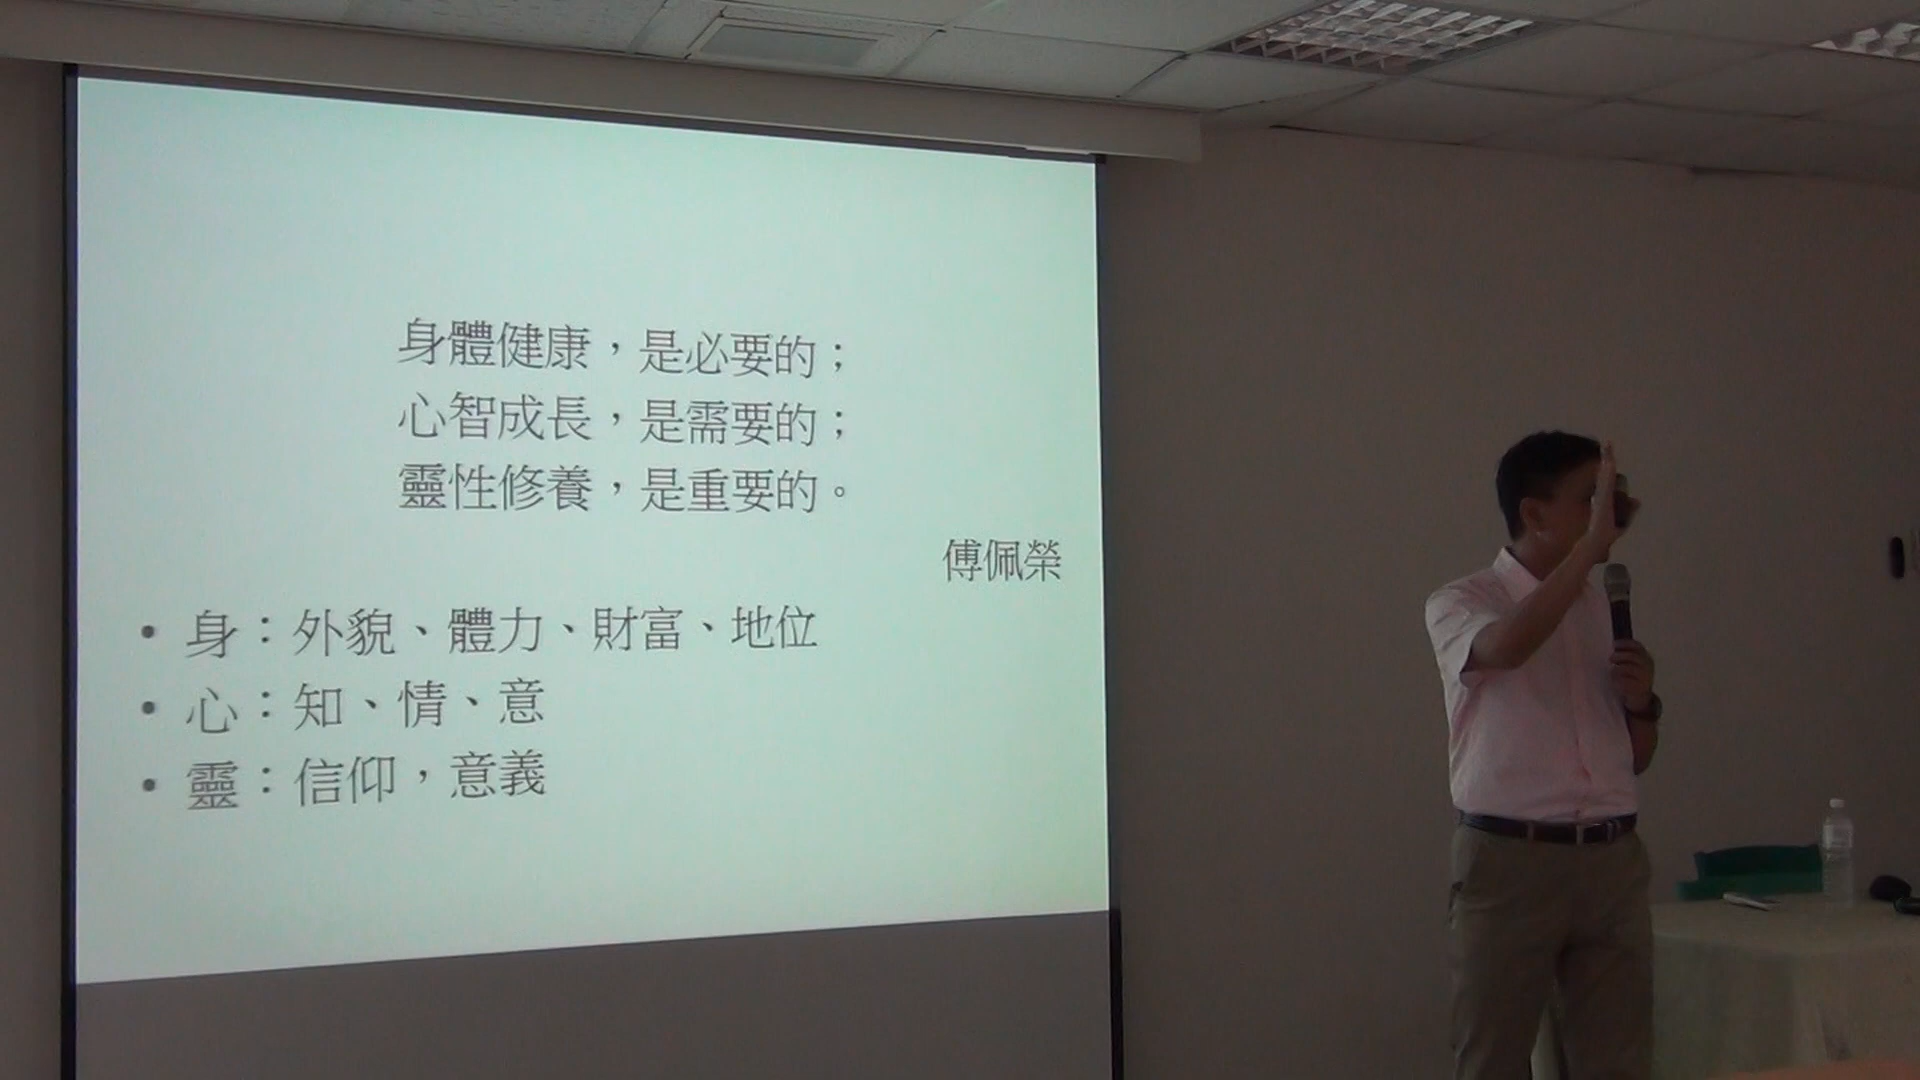 身體健康，是必要的；
心智成長，是需要的；
靈性修養，是重要的。
傅佩榮
• 身：外貌、體力、財富、地位
• 心：知、情、意
• 靈：信仰，意義